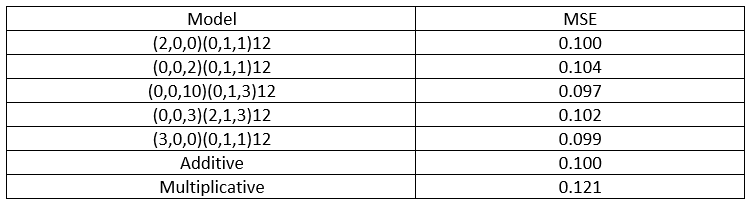 Model MSE
(2,0,0)(0,1,1)12 0.100
(0,0,2)(0,1,1)12 0.104
(0,0,10)(0,1,3)12 0.097
(0,0,3)(2,1,3)12 0.102
(3,0,0)(0,1,1)12 0.099
Additive 0.100
Multiplicative 0.121